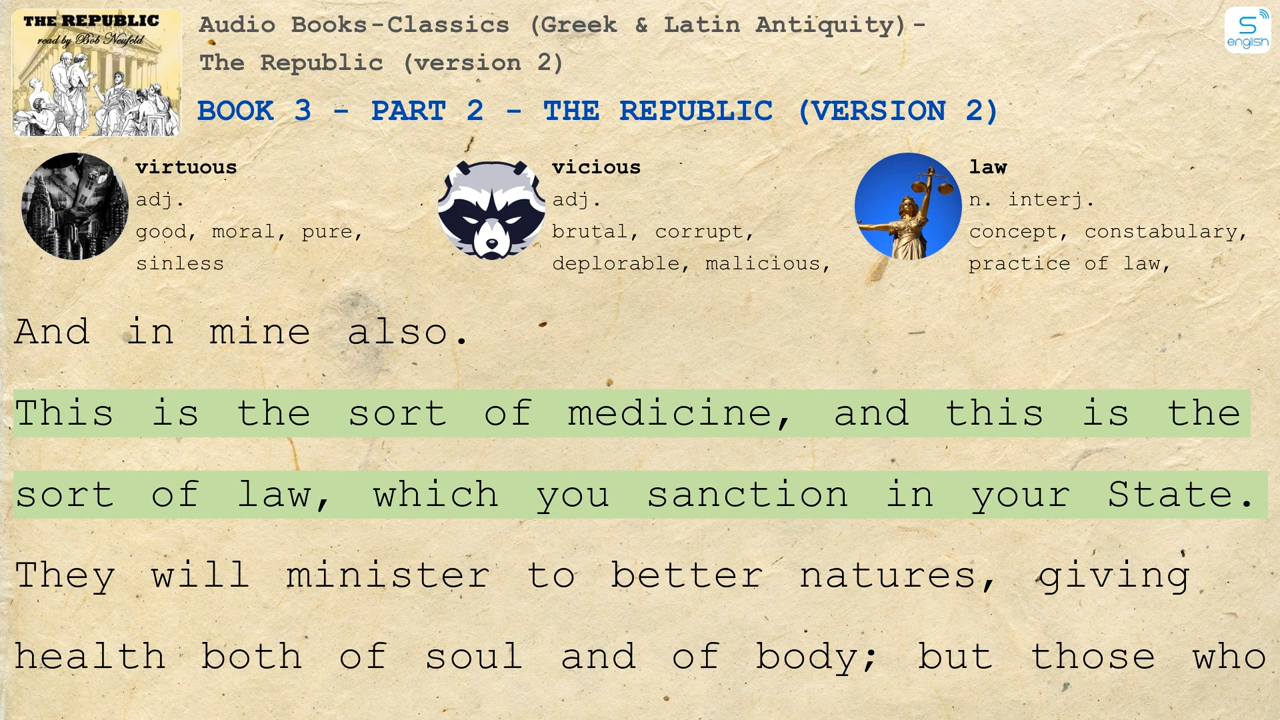 THE REPUBLIC
read by Bob Neufeld
Audio Books-Classics (Greek & Latin Antiquity)-
The Republic (version 2)
BOOK 3 - PART 2 - THE REPUBLIC (VERSION 2)
S
english
virtuous
adj.
good, moral, pure,
sinless
vicious
adj.
brutal, corrupt,
deplorable, malicious,
law
n. interj.
concept, constabulary,
practice of law,
And in mine also.
This is the sort of medicine, and this is the
sort of law, which you sanction in your State.
They will minister to better natures, giving
health both of soul and of body; but those who